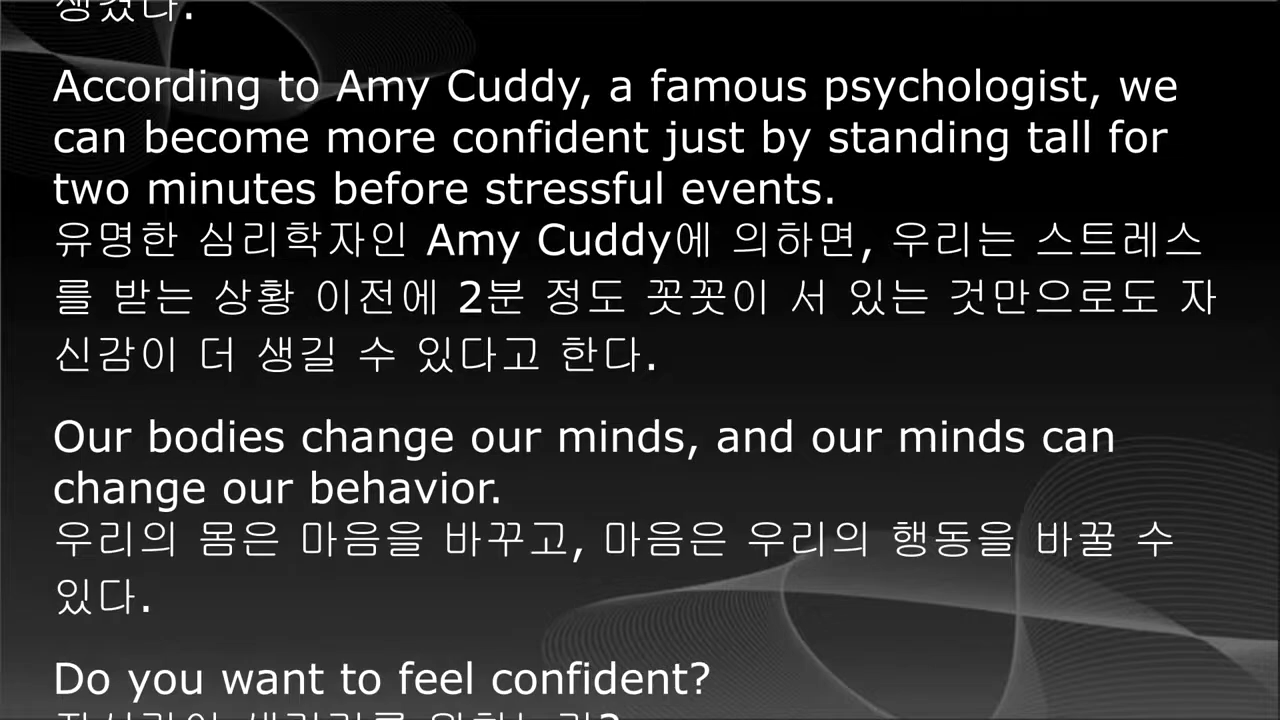 According to Amy Cuddy, a famous psychologist, we
can become more confident just by standing tall for
two minutes before stressful events.
유명한 심리학자인 Amy Cuddy에 의하면, 우리는 스트레스
를 받는 상황 이전에 2분 정도 꼿꼿이 서 있는 것만으로도 자
신감이 더 생길 수 있다고 한다.
Our bodies change our minds, and our minds can
change our behavior.
우리의 몸은 마음을 바꾸고, 마음은 우리의 행동을 바꿀 수
있다.
Do you want to feel confident?